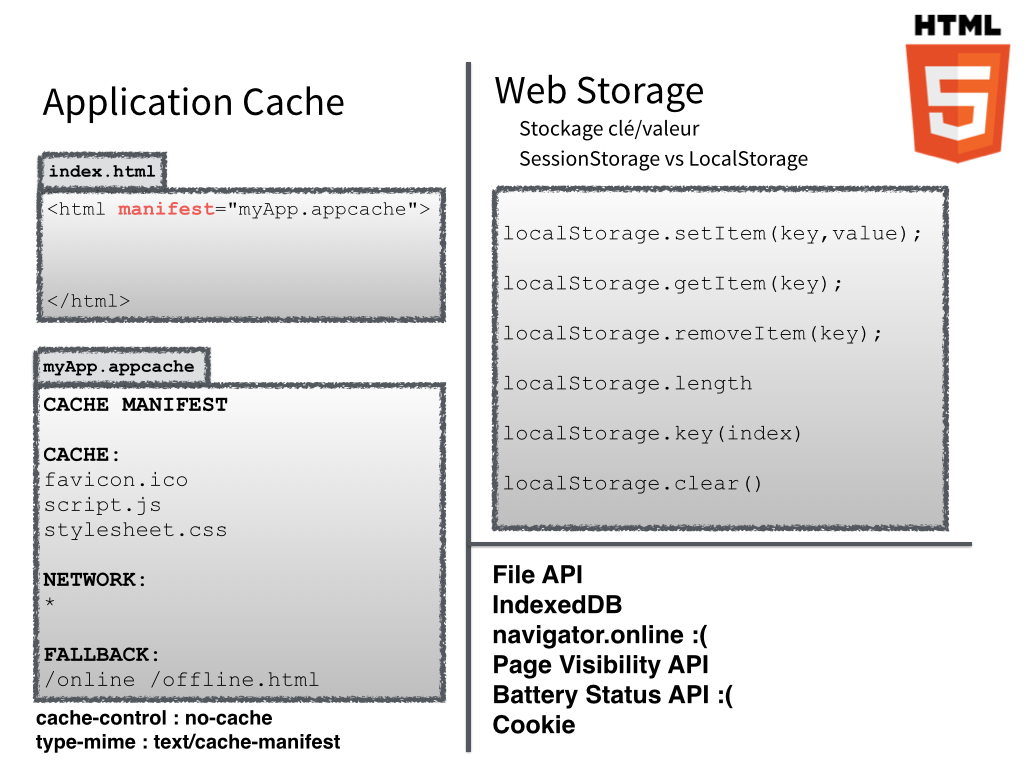 HTML
5
Application Cache
index.html
<html manifest="myApp.appcache">
</html>
myApp.appcache
CACHE MANIFEST
CACHE:
favicon.ico
script.js
stylesheet.css
NETWORK:
*
FALLBACK:
/online /offline.html
cache-control : no-cache
type-mime : text/cache-manifest
Web Storage
Stockage clé/valeur
SessionStorage vs LocalStorage
localStorage.setItem(key,value);
localStorage.getItem(key);
localStorage.removeItem(key);
localStorage.length
localStorage.key(index)
localStorage.clear()
File API
IndexedDB
navigator.online :(
Page Visibility API
Battery Status API :(
Cookie